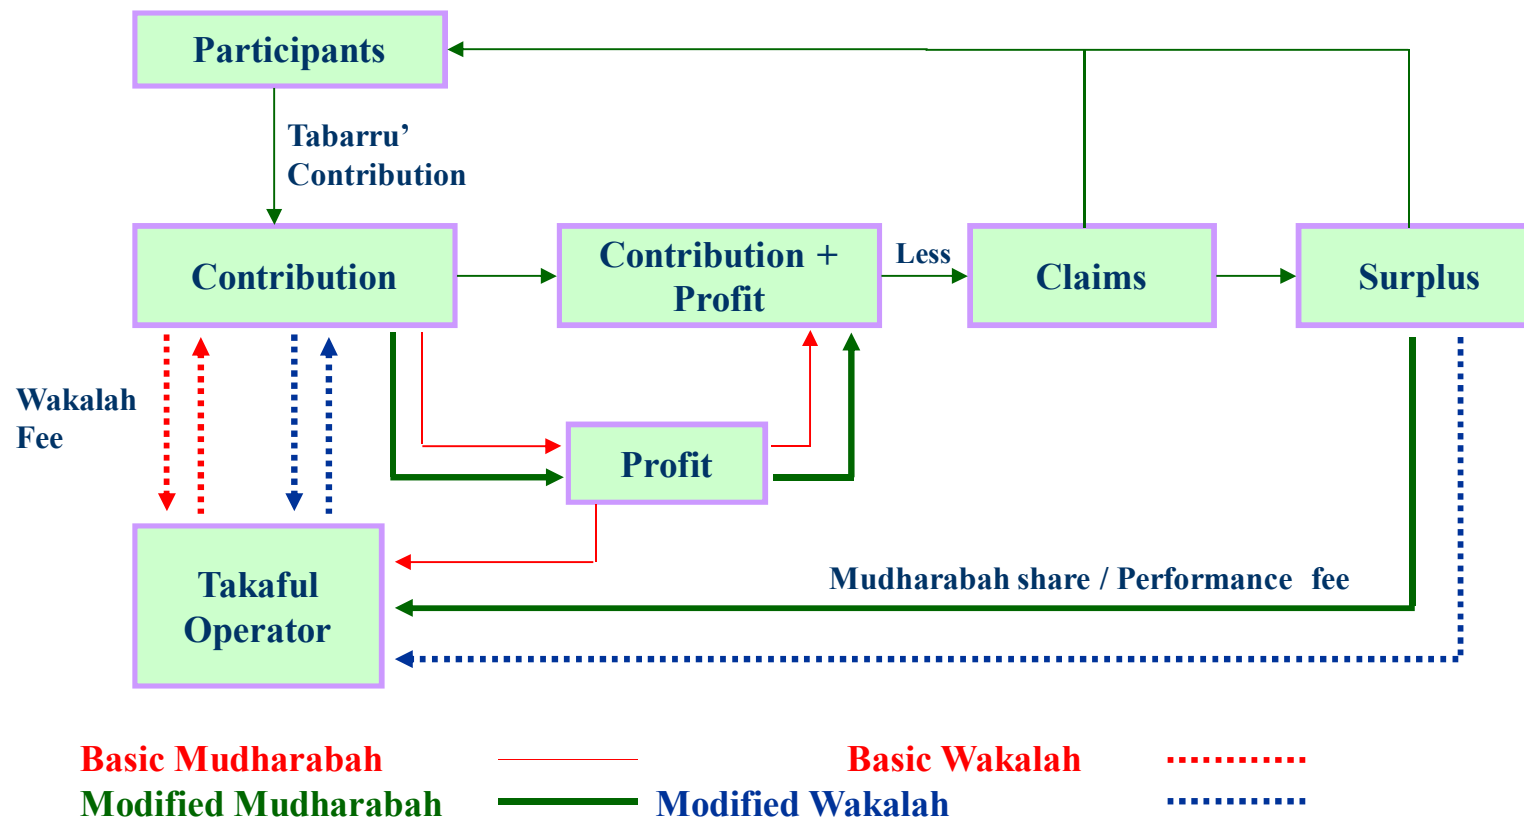 Participants
Tabarru’
Contribution
Contribution
Contribution +
Profit
Less
Claims
Surplus
Wakalah
Fee
Profit
Takaful
Operator
Mudharabah share / Performance fee
Basic Mudharabah
Basic Wakalah
Modified Mudharabah
Modified Wakalah